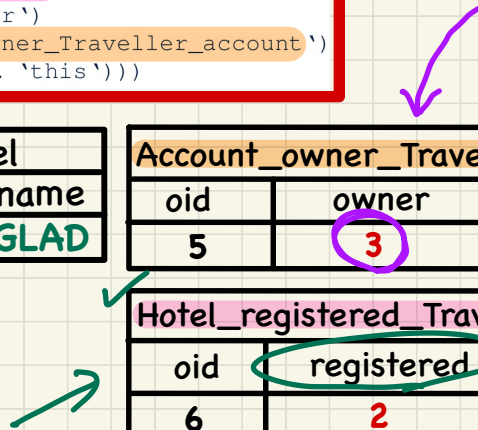 r`)
ner_Traveller_account`)
. `this`)))
el
name
GLAD
Account_owner_Trave
oid owner
5 3
Hotel_registered_Trav
oid registered
6 2